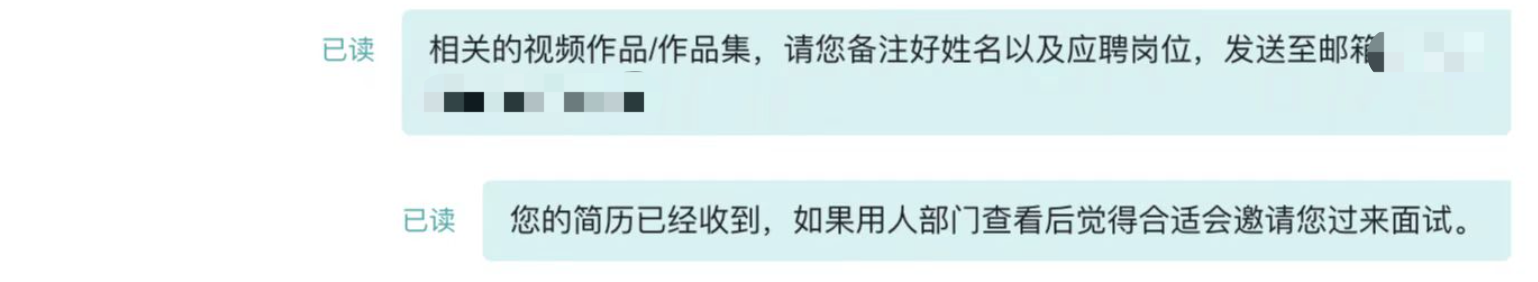 已读
相关的视频作品/作品集，请您备注好姓名以及应聘岗位，发送至邮箱
已读
您的简历已经收到，如果用人部门查看后觉得合适会邀请您过来面试。